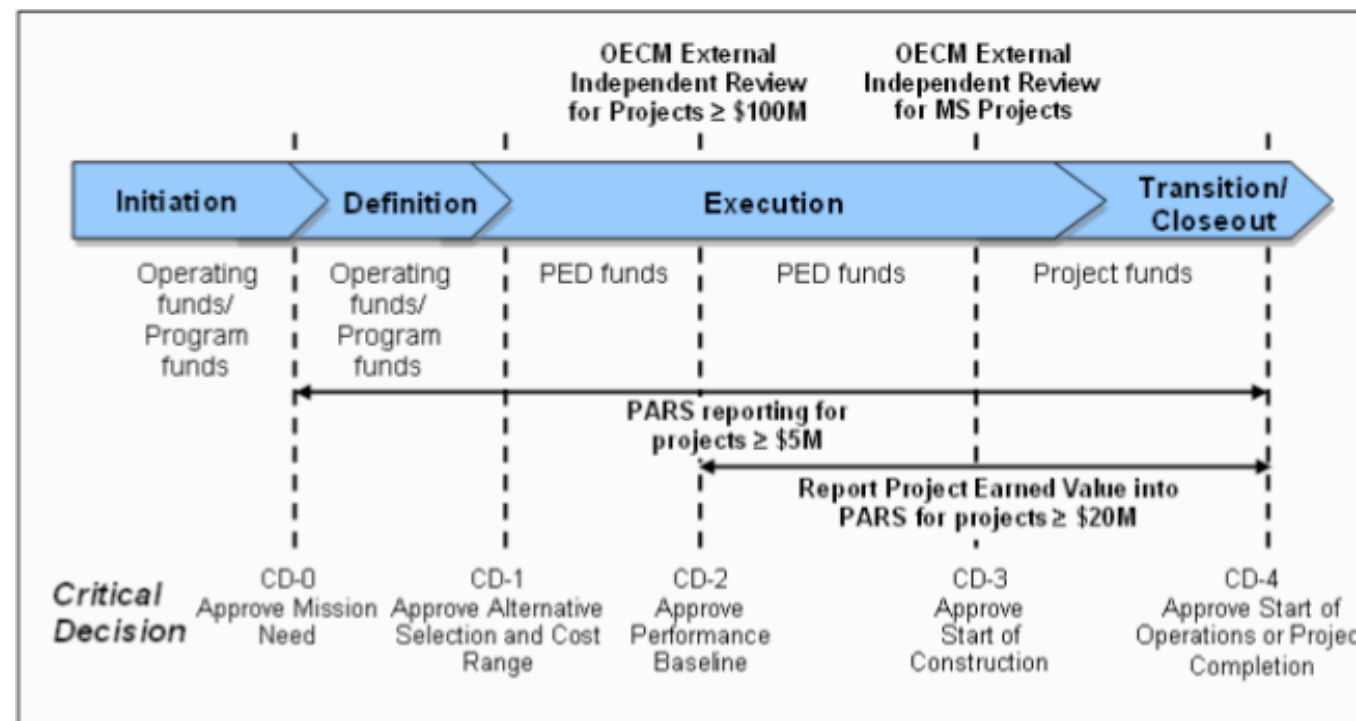 OECM External
Independent Review
for Projects ≥ $100M
OECM External
Independent Review
for MS Projects
Initiation
Definition
Execution
Transition/
Closeout
Operating
funds/
Program
funds
Operating
funds/
Program
funds
PED funds
PED funds
Project funds
PARS reporting for
projects ≥ $5M
Report Project Earned Value into
PARS for projects ≥ $20M
Critical
Decision
CD-0
Approve Mission
Need
CD-1
Approve Alternative
Selection and Cost
Range
CD-2
Approve
Performance
Baseline
CD-3
Approve
Start of
Construction
CD-4
Approve Start of
Operations or Projec
Completion